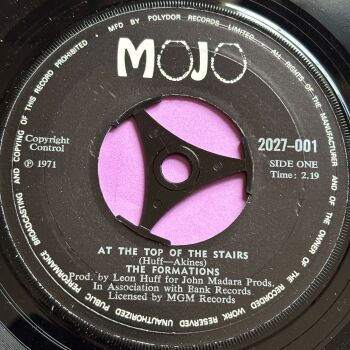 MOJO
MFD. BY POLYDOR RECORDS LIMITED . ALL RIGHTS OF THE MANUFACTURER AND OF THE OWNER OF THE RECORDED WORK RESERVED UNAUTHORIZED PUBLIC PERFORMANCE BROADCASTING AND COPYING OF THIS RECORD PROHIBITED
Copyright
Control
Ⓟ 1971
2027-001
SIDE ONE
Time: 2.19
AT THE TOP OF THE STAIRS
(Huff—Akines)
THE FORMATIONS
Prod. by Leon Huff for John Madara Prods.
In Association with Bank Records
Licensed by MGM Records